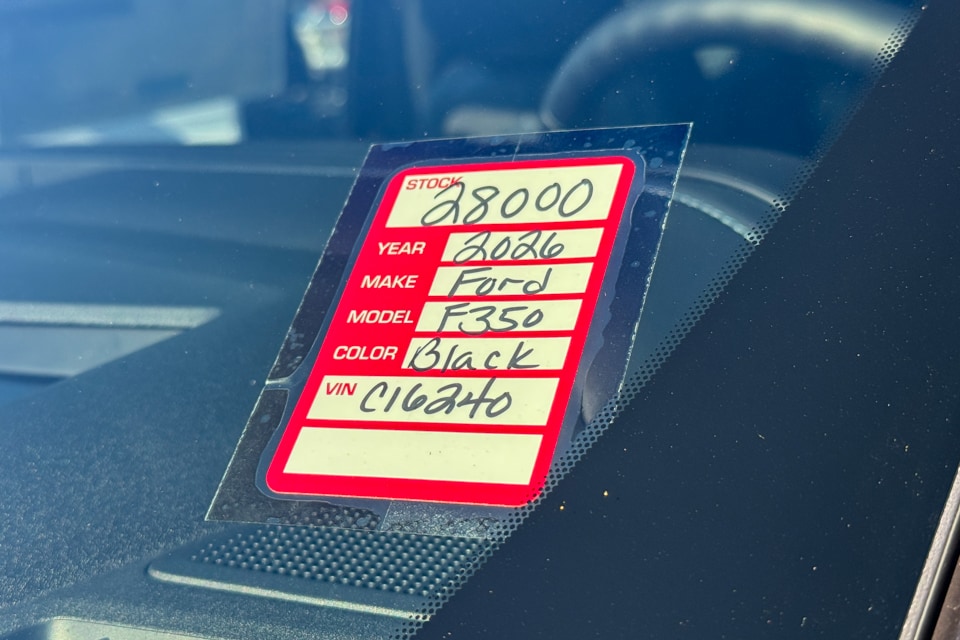 STOCK 28000
YEAR 2026
MAKE Ford
MODEL F350
COLOR Black
VIN C16240